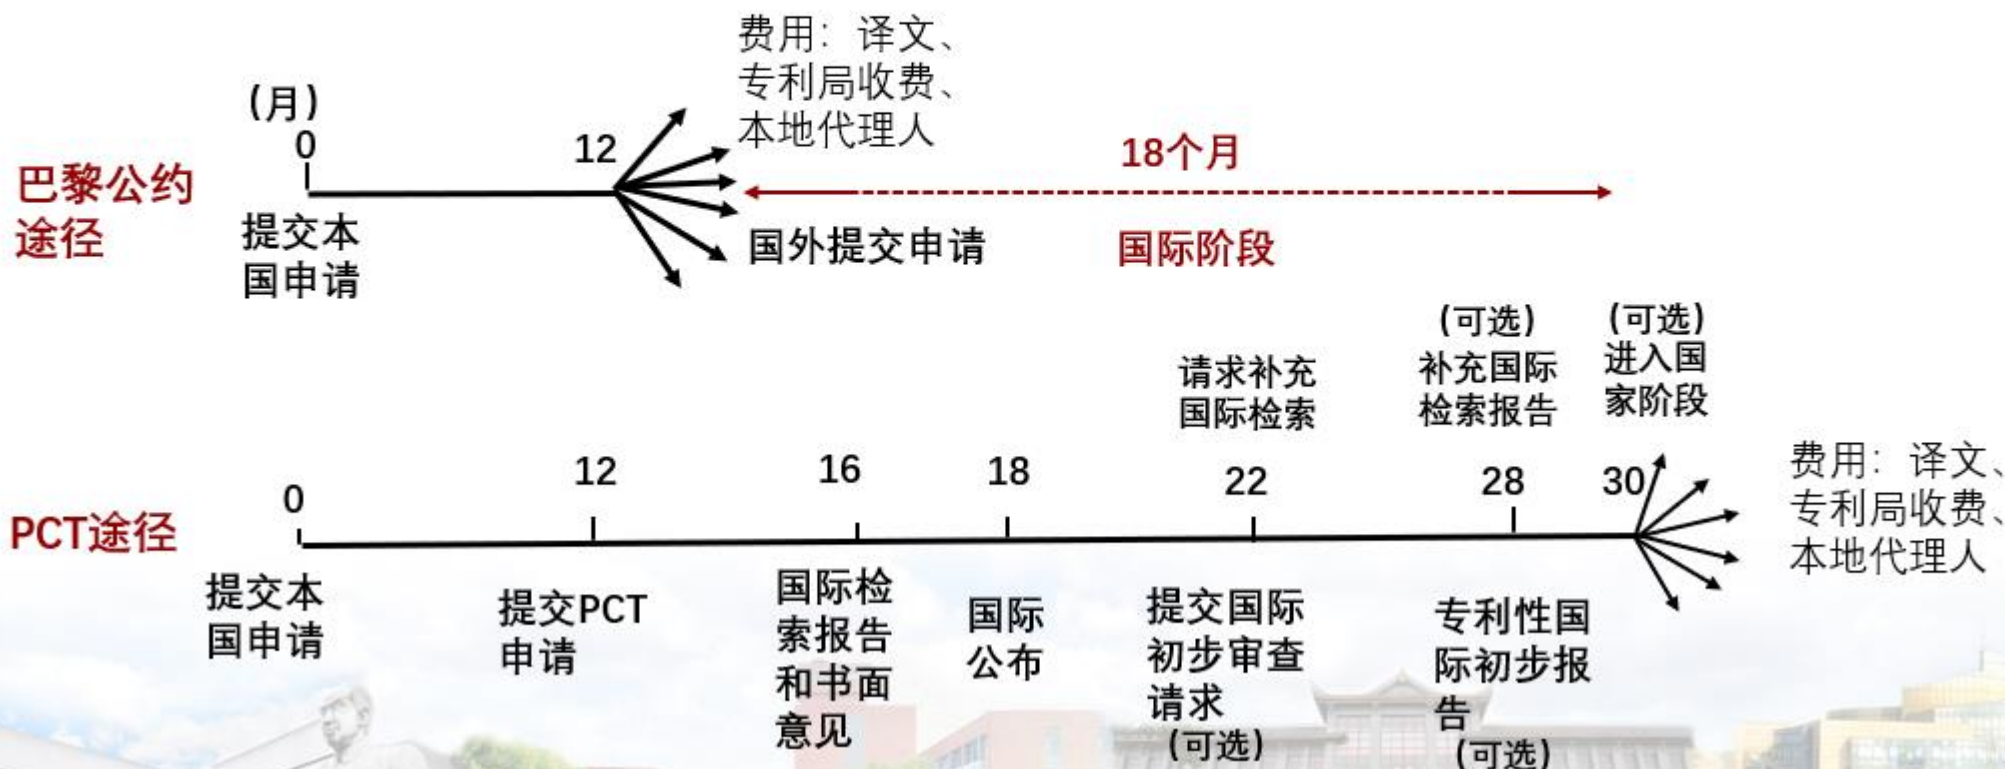 费用：译文、
专利局收费、
本地代理人
(月)
0
12
18个月
巴黎公约
途径
提交本
国申请
国外提交申请
国际阶段
(可选)
(可选)
请求补充
国际检索
补充国际
检索报告
进入国
家阶段
0
12
16
18
22
28
30
费用：译文、
专利局收费、
本地代理人
PCT途径
提交本
国申请
提交PCT
申请
国际检
索报告
和书面
意见
国际
公布
提交国际
初步审查
请求
(可选)
专利性国
际初步报
告
(可选)